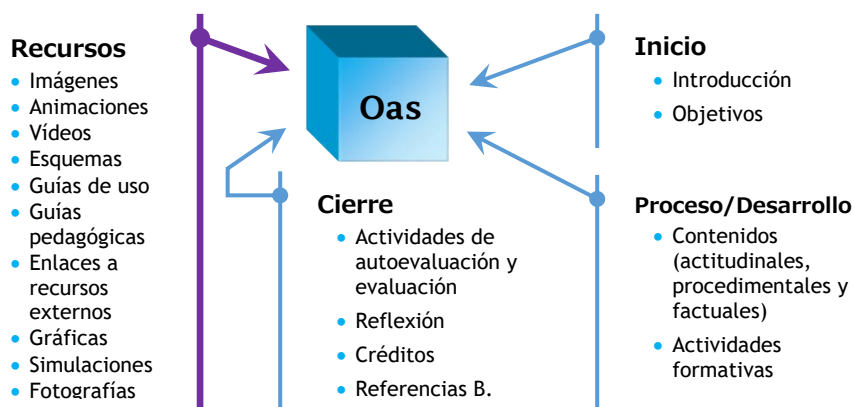 Recursos
• Imágenes
• Animaciones
• Vídeos
• Esquemas
• Guías de uso
• Guías
pedagógicas
• Enlaces a
recursos
externos
• Gráficas
• Simulaciones
• Fotografías
Oas
Cierre
• Actividades de
autoevaluación y
evaluación
• Reflexión
• Créditos
• Referencias B.
Inicio
• Introducción
• Objetivos
Proceso/Desarrollo
• Contenidos
(actitudinales,
procedimentales y
factuales)
• Actividades
formativas